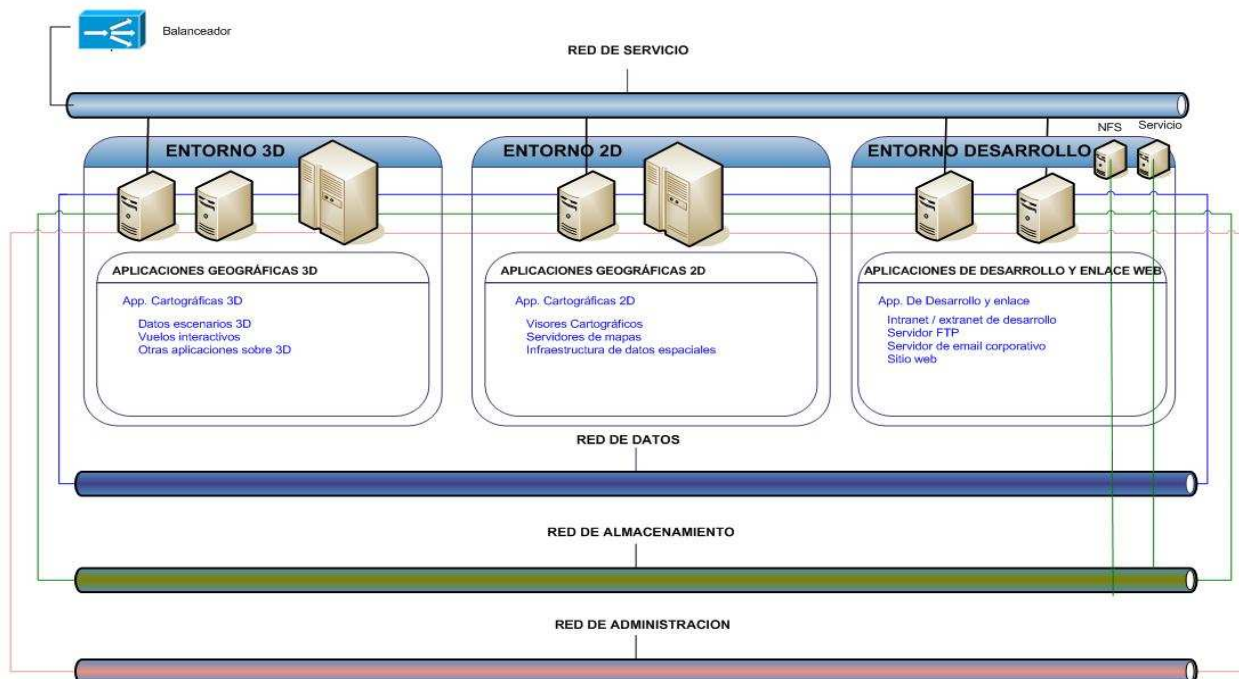 Balanceador
RED DE SERVICIO
NFS
Servicio
ENTORNO 3D
ENTORNO 2D
ENTORNO DESARROLLO
APLICACIONES GEOGRÁFICAS 3D
App. Cartográficas 3D
Datos escenarios 3D
Vuelos interactivos
Otras aplicaciones sobre 3D
APLICACIONES GEOGRÁFICAS 2D
App. Cartográficas 2D
Visores Cartográficos
Servidores de mapas
Infraestructura de datos espaciales
APLICACIONES DE DESARROLLO Y ENLACE WEB
App. De Desarrollo y enlace
Intranet / extranet de desarrollo
Servidor FTP
Servidor de email corporativo
Sitio web
RED DE DATOS
RED DE ALMACENAMIENTO
RED DE ADMINISTRACION